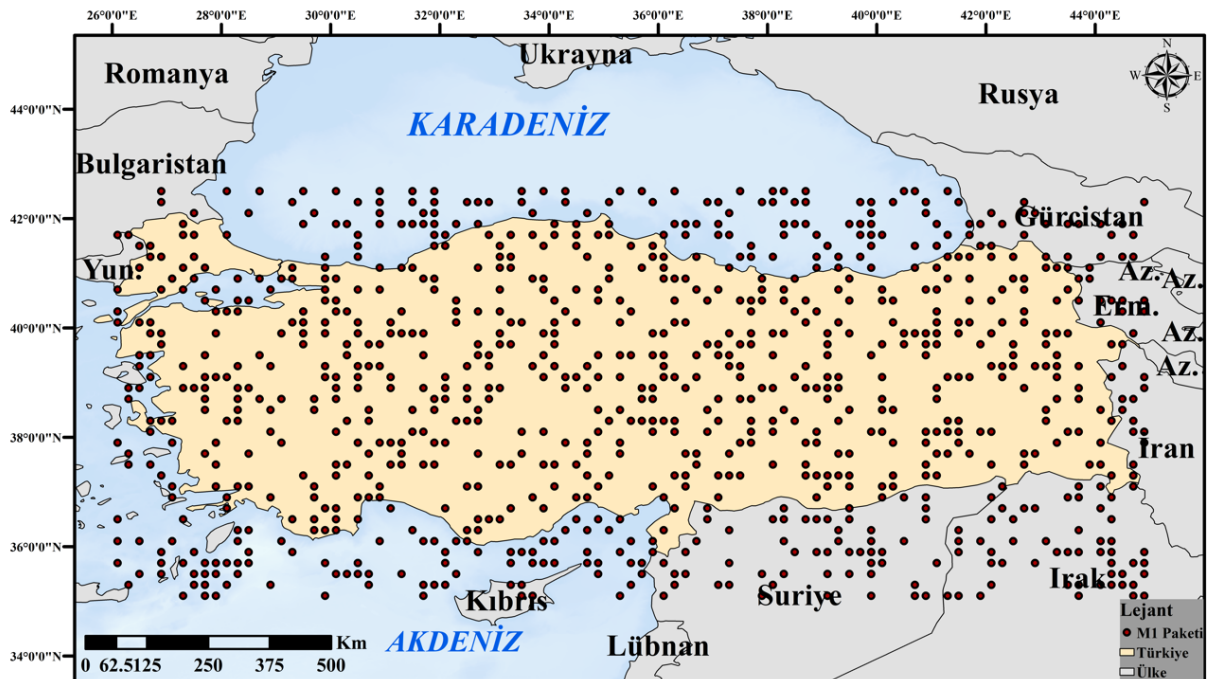 26°0'0"E 28°0'0"E 30°0'0"E 32°0'0"E 34°0'0"E 36°0'0"E 38°0'0"E 40°0'0"E 42°0'0"E 44°0'0"E
Ukrayna
Romanya
N
W E
S
Rusya
44°0'0"N
KARADENİZ
Bulgaristan
42°0'0"N
Gürcistan
Yun.
Az.
Az.
40°0'0"N
Erm.
Az.
Az.
38°0'0"N
İran
36°0'0"N
Irak
Kıbrıs
Suriye
Lejant
M1 Paketi
Türkiye
Ülke
AKDENİZ
Lübnan
34°0'0"N
Km
0 62.5125 250 375 500